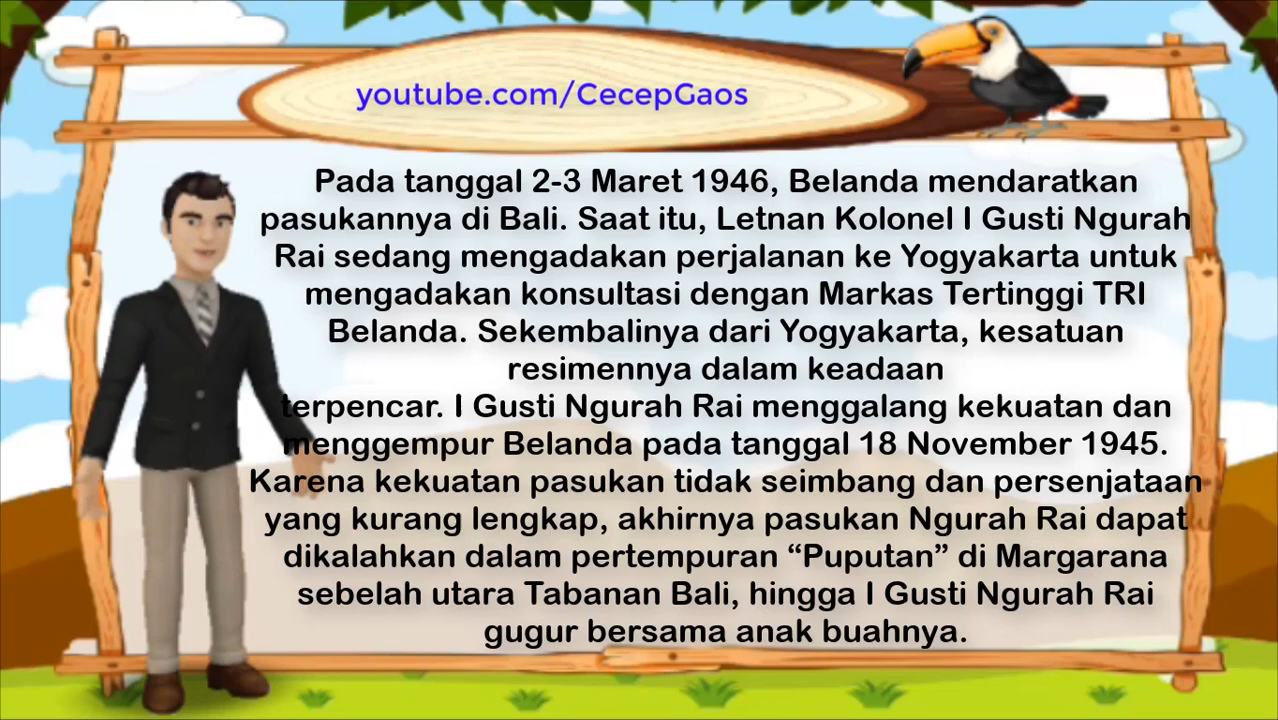 youtube.com/CecepGaos
Pada tanggal 2-3 Maret 1946, Belanda mendaratkan
pasukannya di Bali. Saat itu, Letnan Kolonel I Gusti Ngurah
Rai sedang mengadakan perjalanan ke Yogyakarta untuk
mengadakan konsultasi dengan Markas Tertinggi TRI
Belanda. Sekembalinya dari Yogyakarta, kesatuan
resimennya dalam keadaan
terpencar. I Gusti Ngurah Rai menggalang kekuatan dan
menggempur Belanda pada tanggal 18 November 1945.
Karena kekuatan pasukan tidak seimbang dan persenjataan
yang kurang lengkap, akhirnya pasukan Ngurah Rai dapat
dikalahkan dalam pertempuran “Puputan” di Margarana
sebelah utara Tabanan Bali, hingga I Gusti Ngurah Rai
gugur bersama anak buahnya.